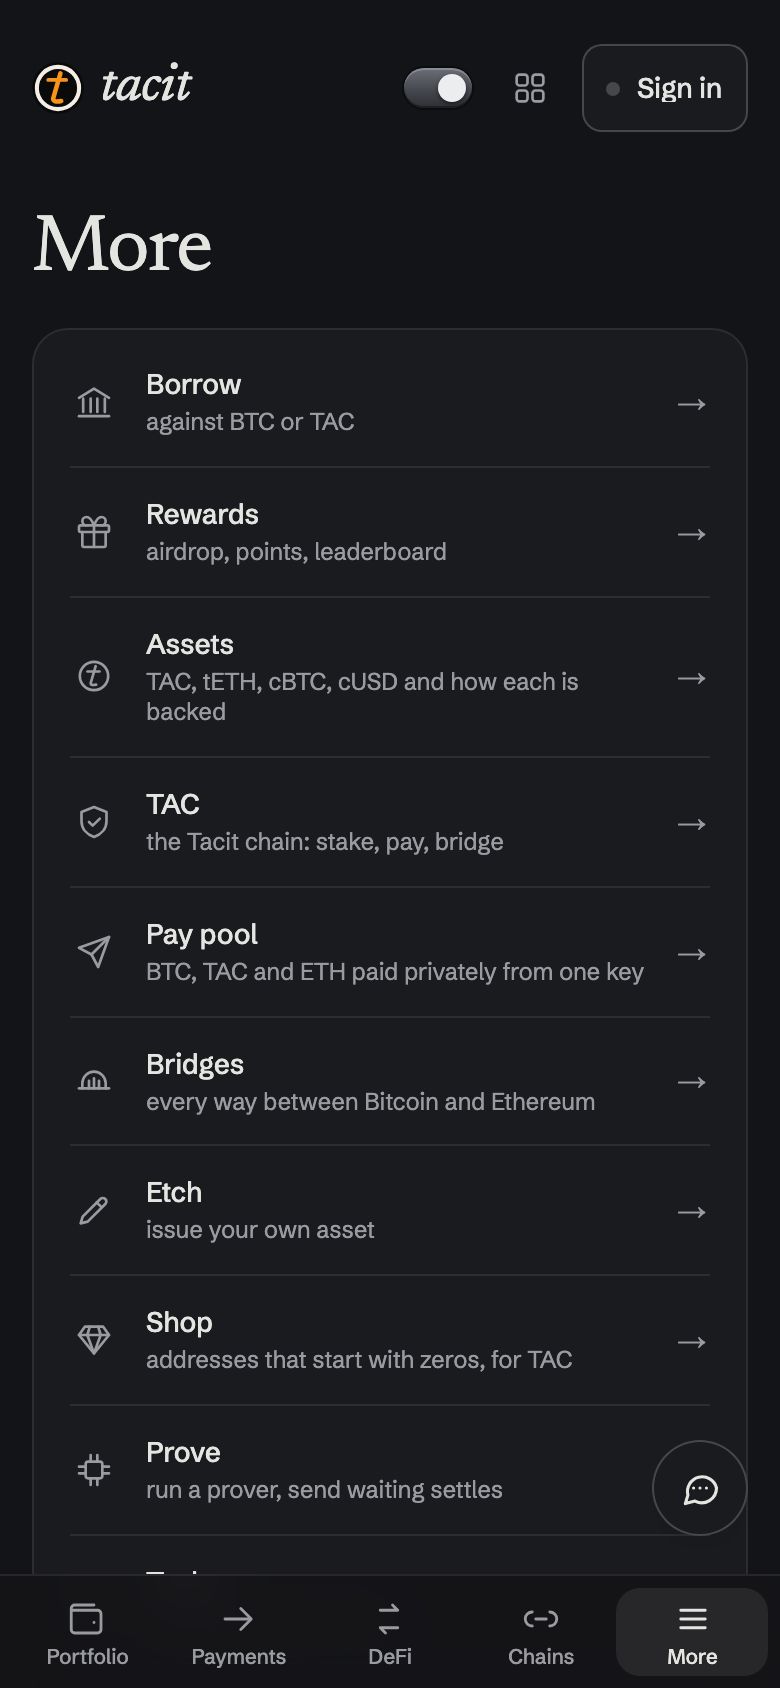 tacit
Sign in
More
Borrow
against BTC or TAC
Rewards
airdrop, points, leaderboard
Assets
TAC, tETH, cBTC, cUSD and how each is
backed
TAC
the Tacit chain: stake, pay, bridge
Pay pool
BTC, TAC and ETH paid privately from one key
Bridges
every way between Bitcoin and Ethereum
Etch
issue your own asset
Shop
addresses that start with zeros, for TAC
Prove
run a prover, send waiting settles
Portfolio
Payments
DeFi
Chains
More